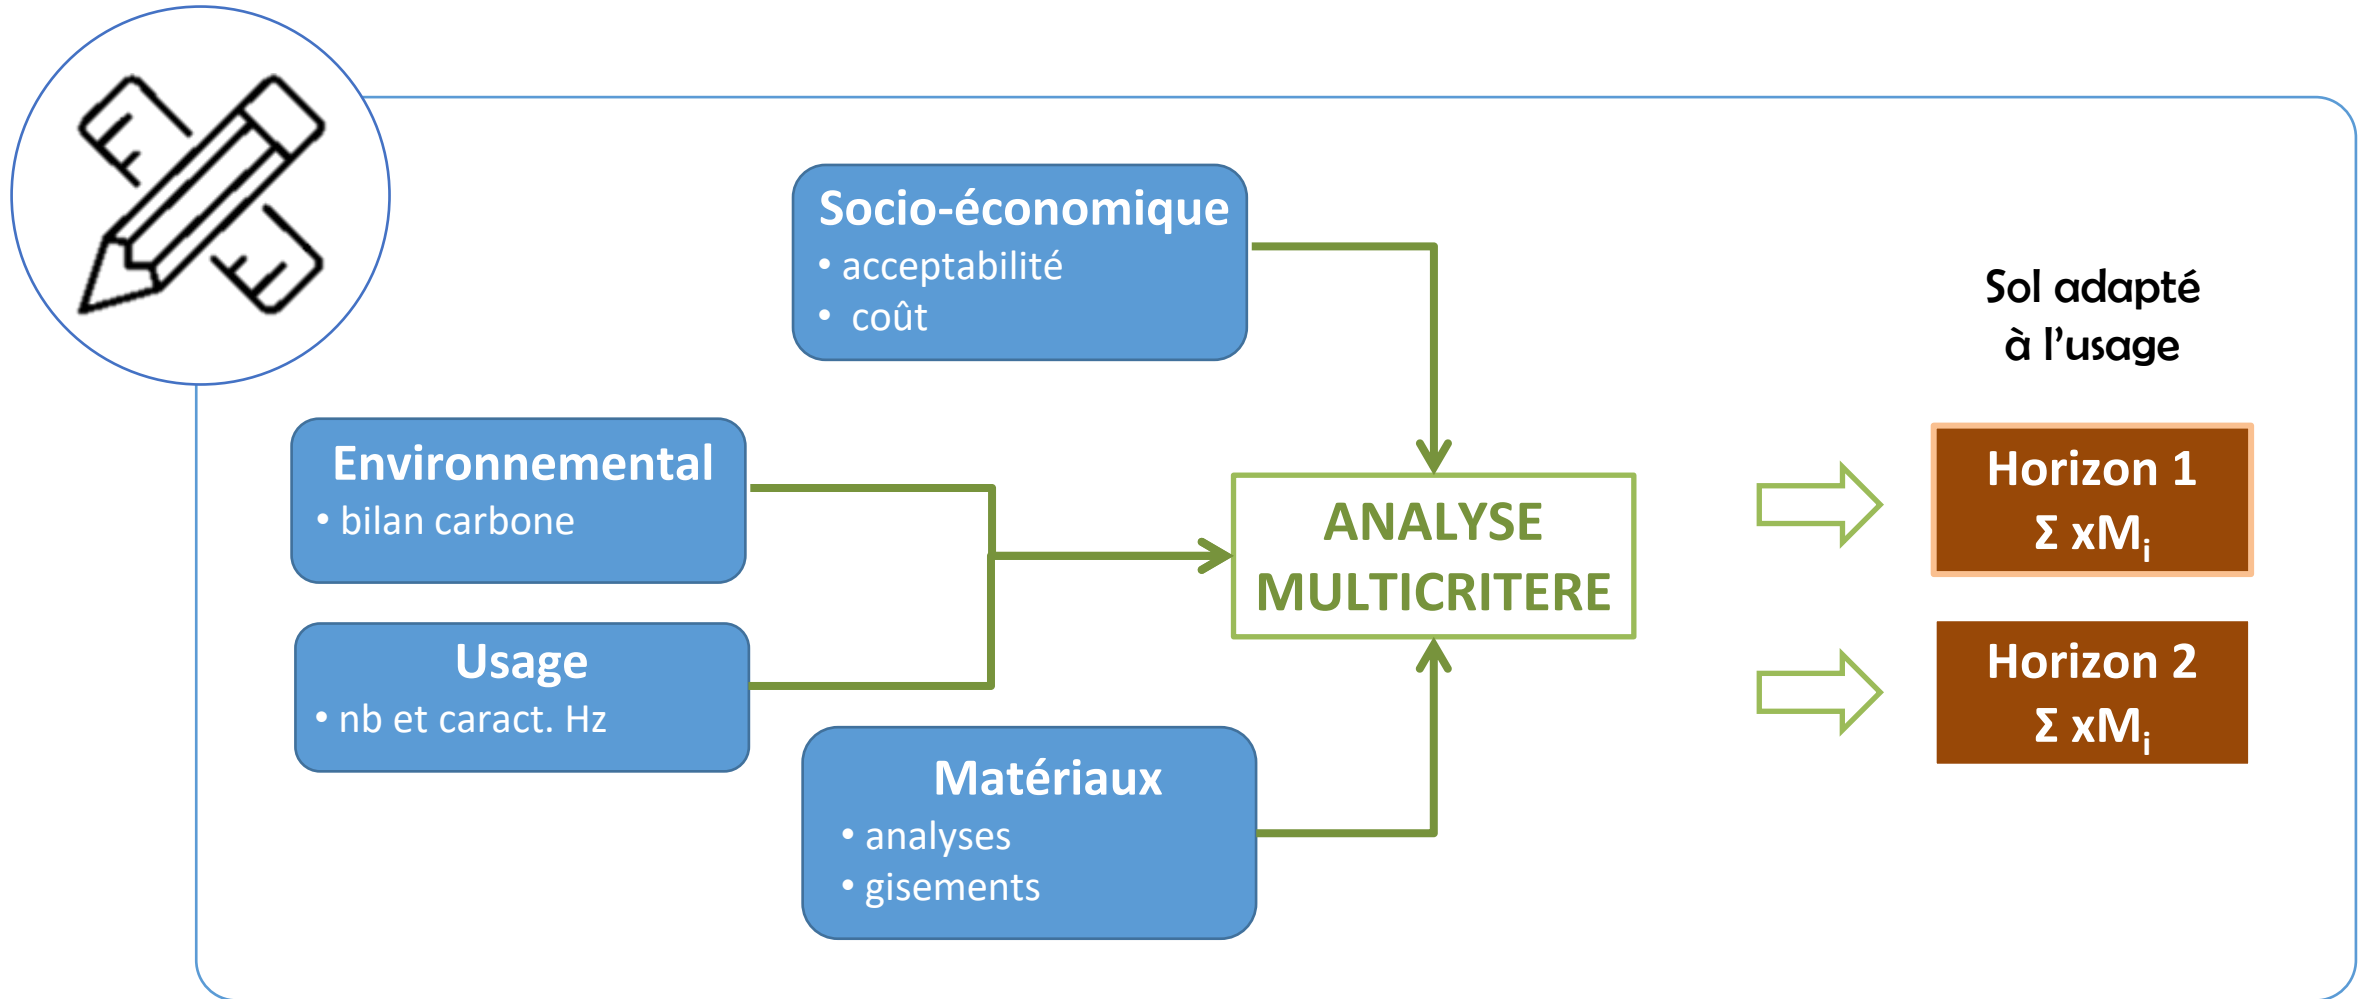 Socio-économique
• acceptabilité
• coût
Environnemental
• bilan carbone
Usage
• nb et caract. Hz
Matériaux
• analyses
• gisements
ANALYSE
MULTICRITERE
Sol adapté
à l’usage
Horizon 1
Σ xMᵢ
Horizon 2
Σ xMᵢ